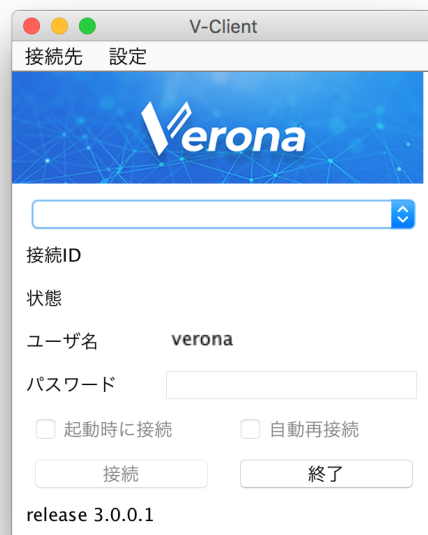 V-Client
接続先 設定
Verona
接続ID
状態
ユーザ名 verona
パスワード
起動時に接続 自動再接続
接続 終了
release 3.0.0.1